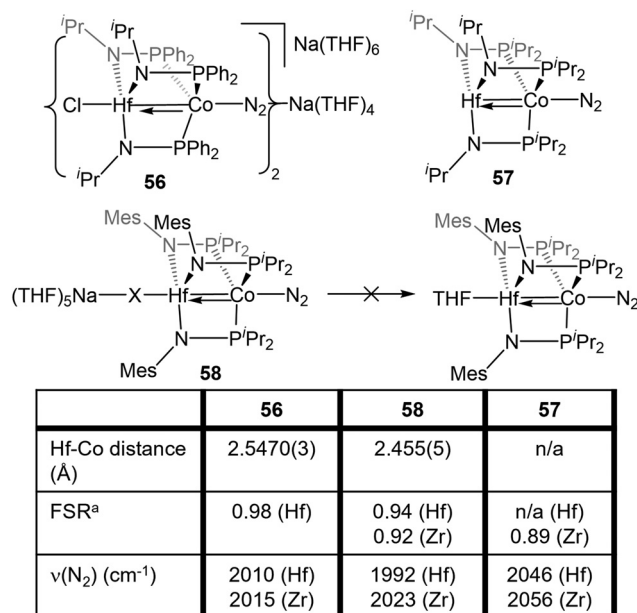 iPr
iPr
N
PPh2
N
PPh2
Cl
Hf
Co
N2
Na(THF)6
Na(THF)4
N
PPh2
iPr
2
56
iPr
iPr
N
PiPr2
N
PiPr2
Hf
Co
N2
N
PiPr2
iPr
57
Mes
Mes
N
PiPr2
N
PiPr2
(THF)5Na
X
Hf
Co
N2
N
PiPr2
Mes
58
Mes
Mes
N
PiPr2
N
PiPr2
THF
Hf
Co
N2
N
PiPr2
Mes
56 58 57
Hf-Co distance (Å) 2.5470(3) 2.455(5) n/a
FSRa 0.98 (Hf) 0.94 (Hf) n/a (Hf)
0.92 (Zr) 0.89 (Zr)
ν(N2) (cm-1) 2010 (Hf) 1992 (Hf) 2046 (Hf)
2015 (Zr) 2023 (Zr) 2056 (Zr)